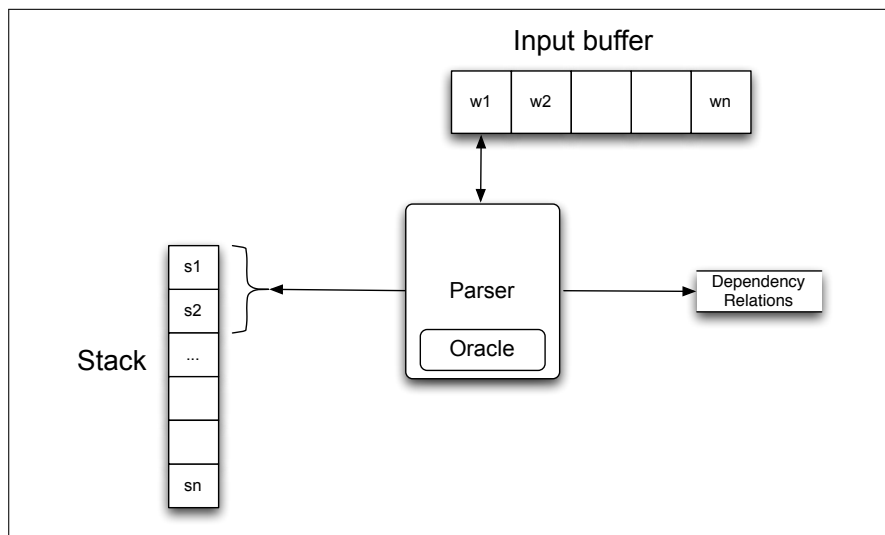 Input buffer
w1 w2 wn
s1
s2
...
sn
Stack
Parser
Oracle
Dependency
Relations